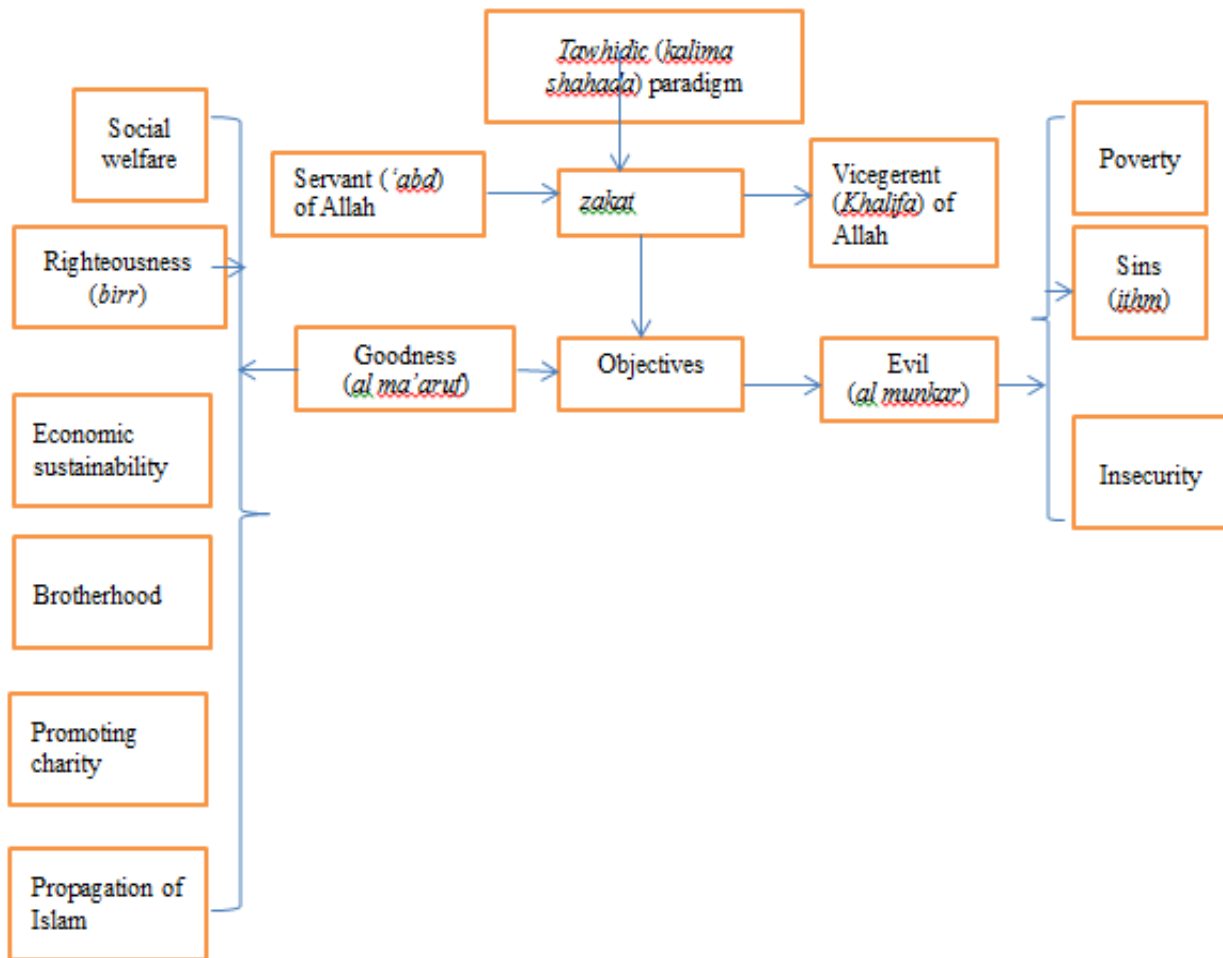 Tawhidic (kalima
shahada) paradigm
Social
welfare
Servant (‘abd)
of Allah
zakat
Vicegerent
(Khalifa) of
Allah
Poverty
Righteousness
(birr)
Sins
(ithm)
Goodness
(al ma’aruf)
Objectives
Evil
(al munkar)
Economic
sustainability
Insecurity
Brotherhood
Promoting
charity
Propagation of
Islam